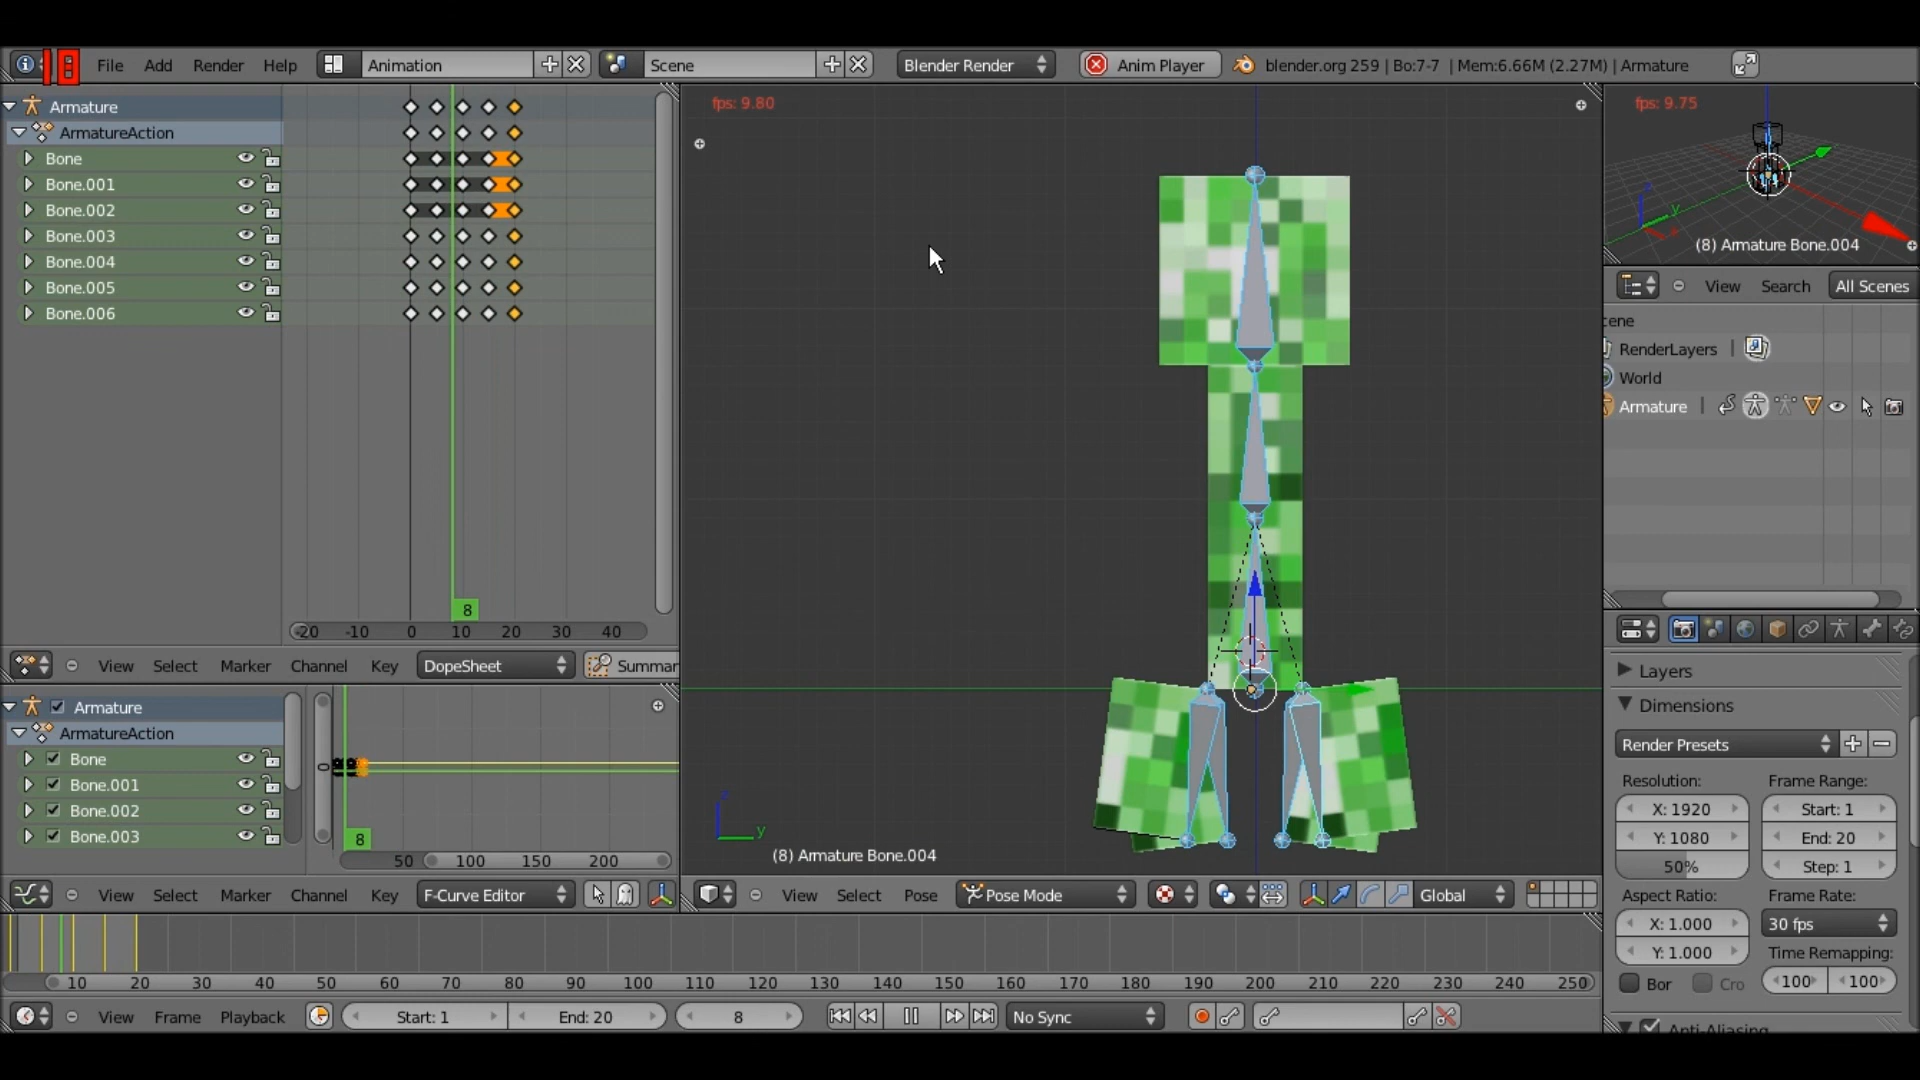 File Add Render Help Animation Scene Blender Render Anim Player blender.org 259 | Bo:7-7 | Mem:6.66M (2.27M) | Armature
Armature
ArmatureAction
Bone
Bone.001
Bone.002
Bone.003
Bone.004
Bone.005
Bone.006
8
-20 -10 0 10 20 30 40
View Select Marker Channel Key DopeSheet Summar
Armature
ArmatureAction
Bone
Bone.001
Bone.002
Bone.003
8
50 100 150 200
View Select Marker Channel Key F-Curve Editor
fps: 9.80
z
y
(8) Armature Bone.004
View Select Pose Pose Mode Global
fps: 9.75
z
y
(8) Armature Bone.004
View Search All Scenes
cene
RenderLayers |
World
Armature |
Layers
Dimensions
Render Presets
Resolution: Frame Range:
X: 1920 Start: 1
Y: 1080 End: 20
50% Step: 1
Aspect Ratio: Frame Rate:
X: 1.000 30 fps
Y: 1.000 Time Remapping:
Bor Cro 100 100
Anti-Aliasing
10 20 30 40 50 60 70 80 90 100 110 120 130 140 150 160 170 180 190 200 210 220 230 240 250
View Frame Playback Start: 1 End: 20 8 No Sync